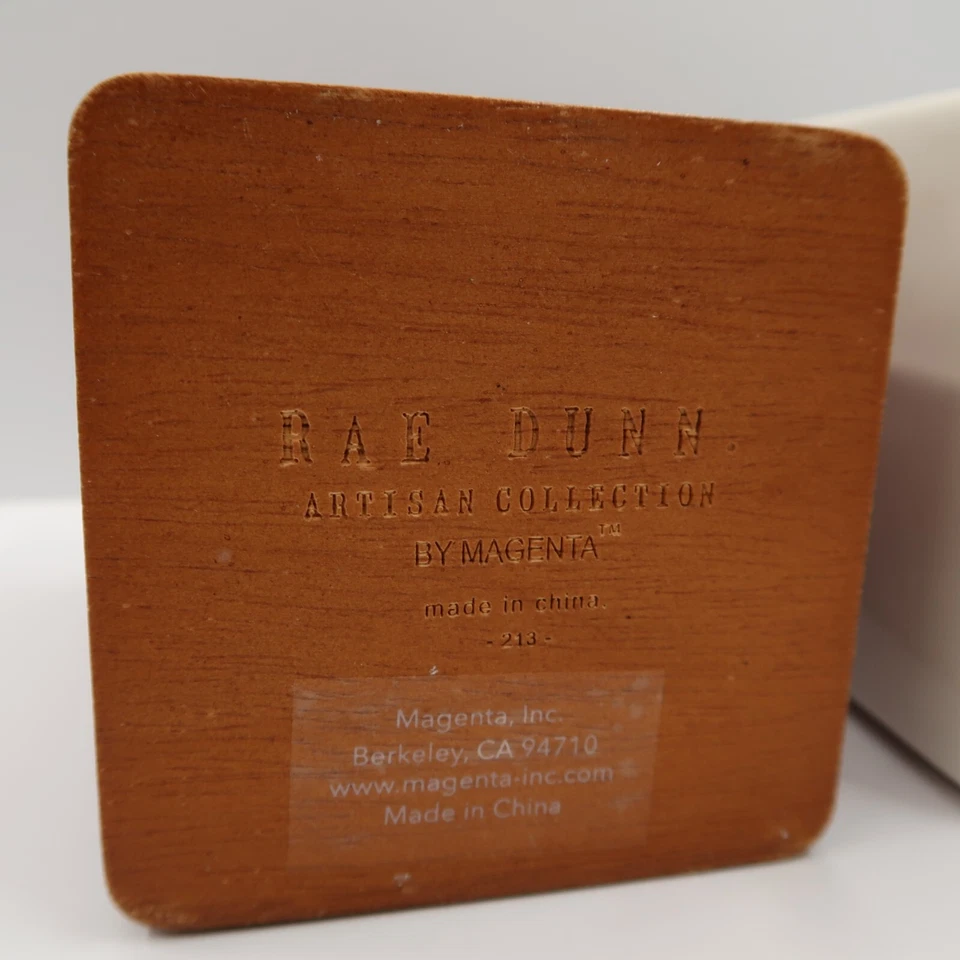 RAE DUNN.
ARTISAN COLLECTION
BY MAGENTA™
made in china.
- 213 -
Magenta, Inc.
Berkeley, CA 94710
www.magenta-inc.com
Made in China